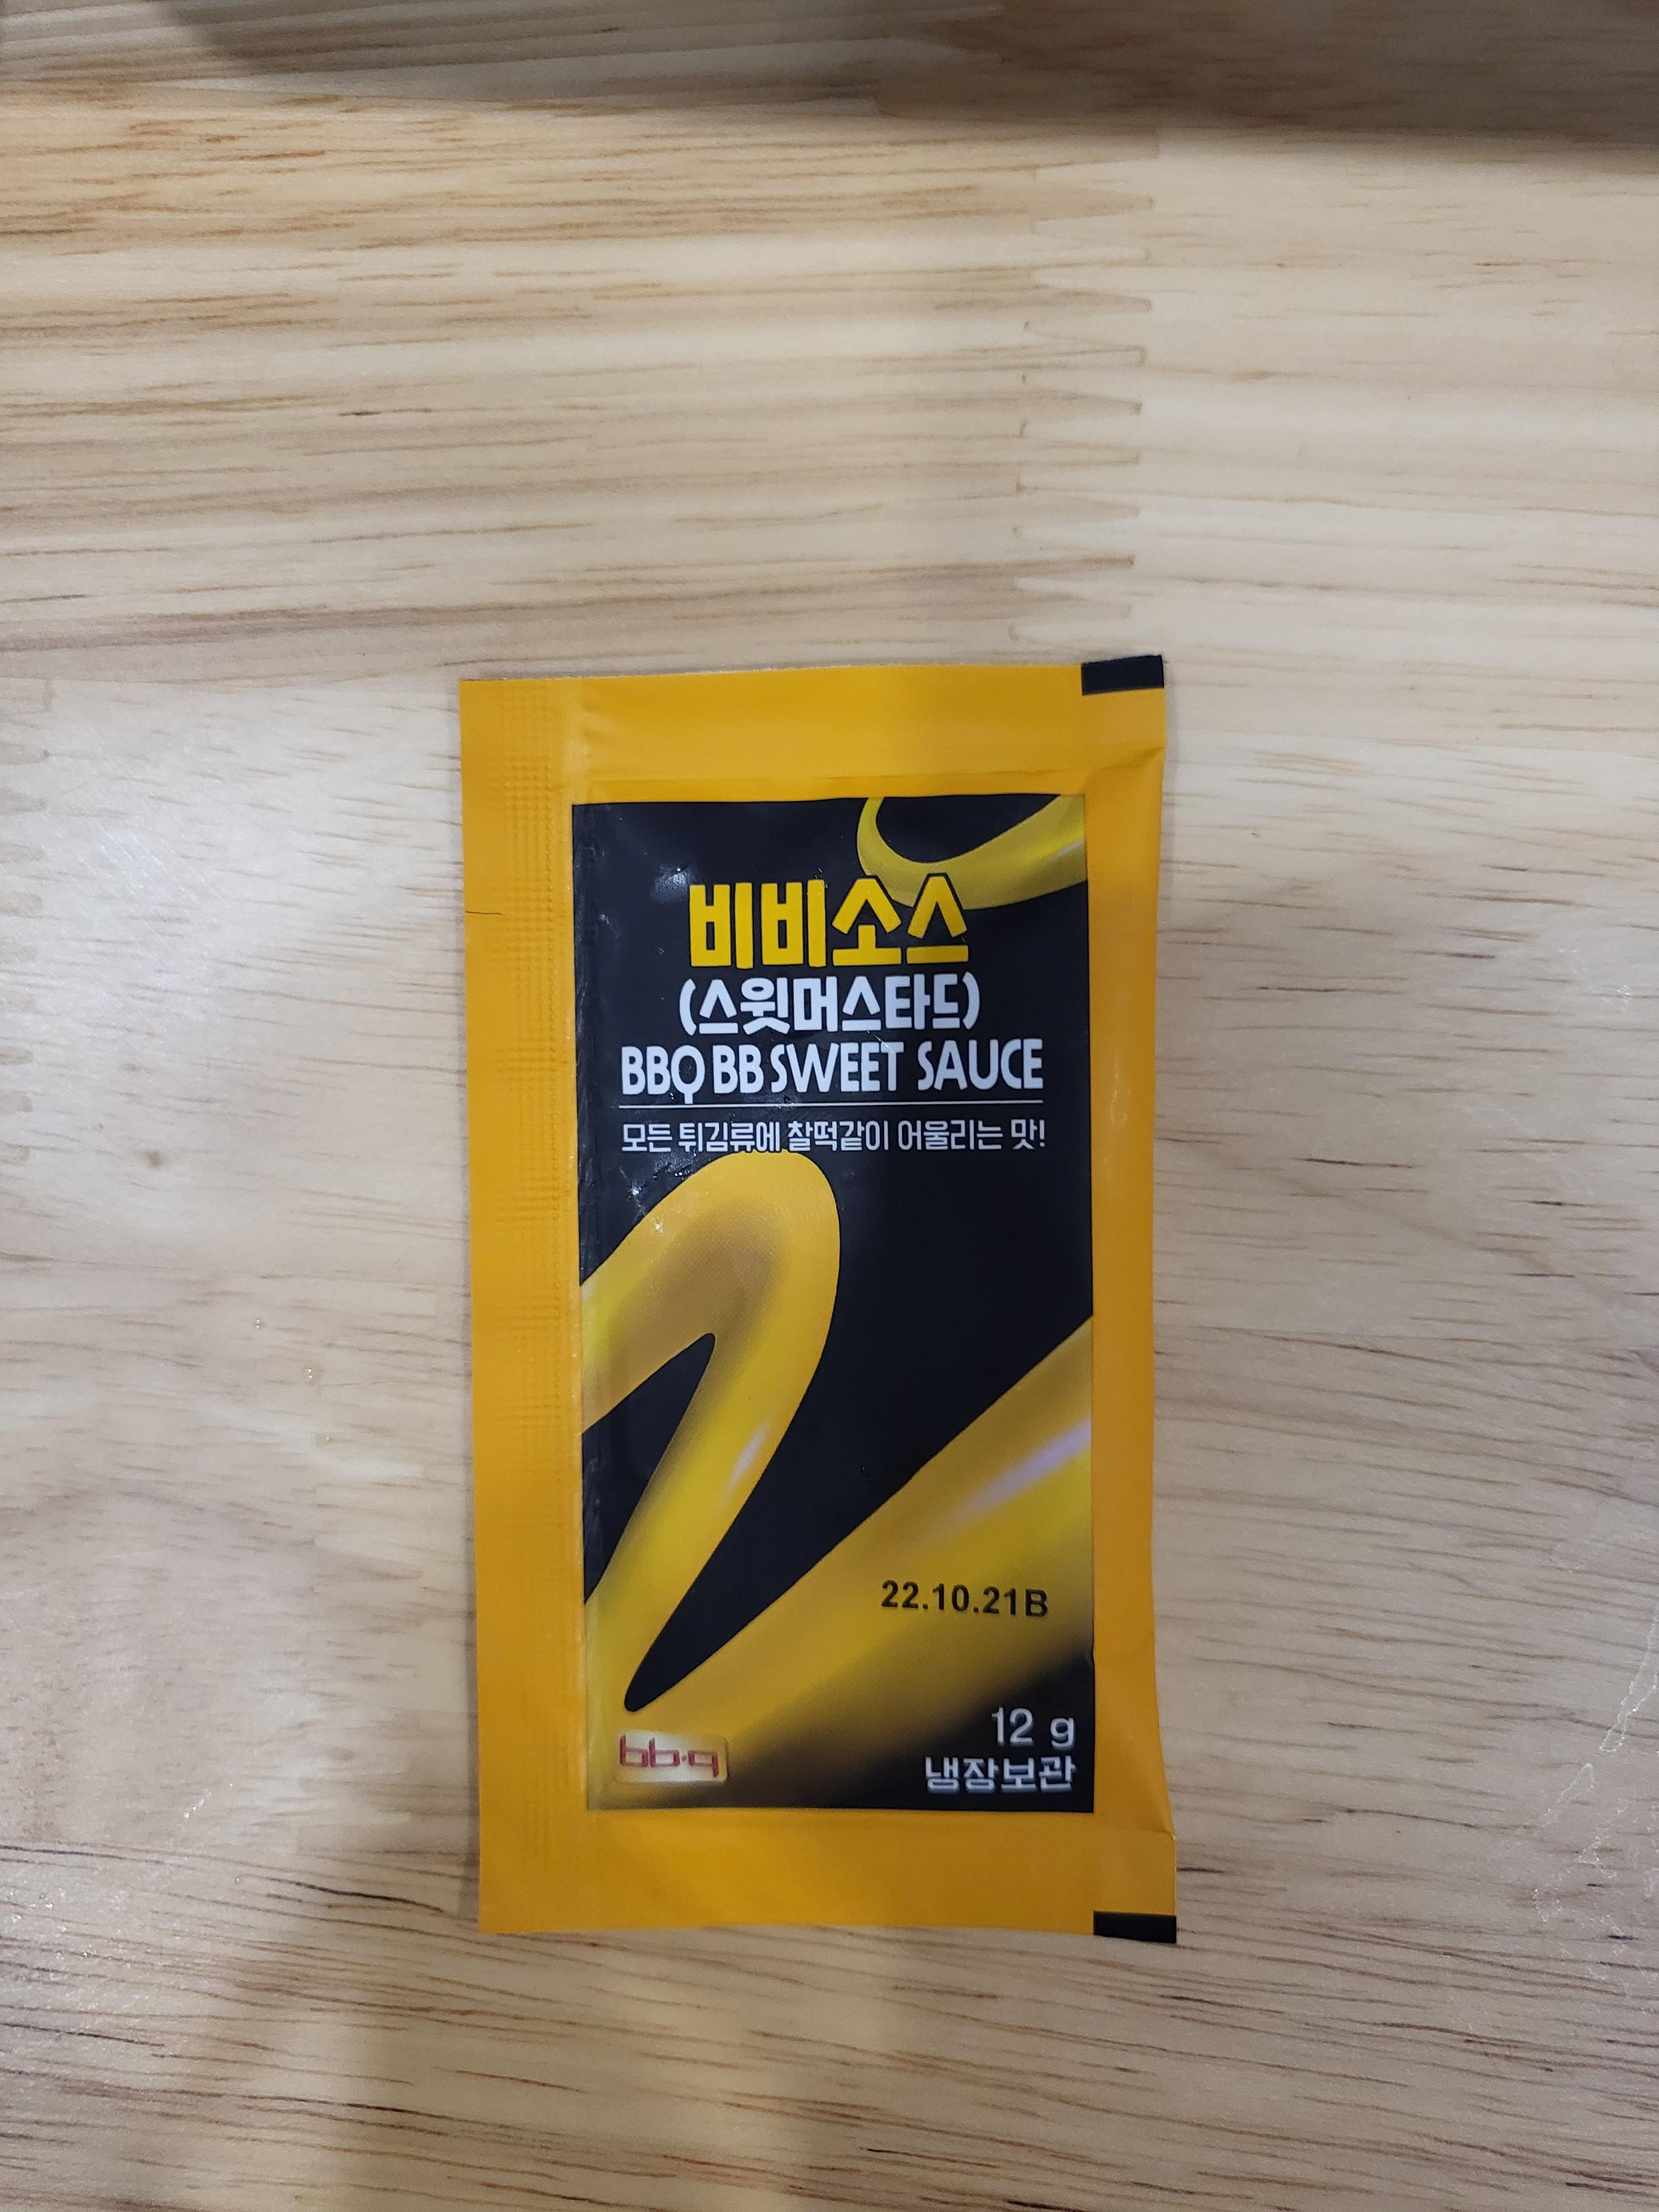 비비소스
(스윗머스타드)
BBQ BB SWEET SAUCE
모든 튀김류에 찰떡같이 어울리는 맛!
22.10.21B
12 g
bb.q
냉장보관